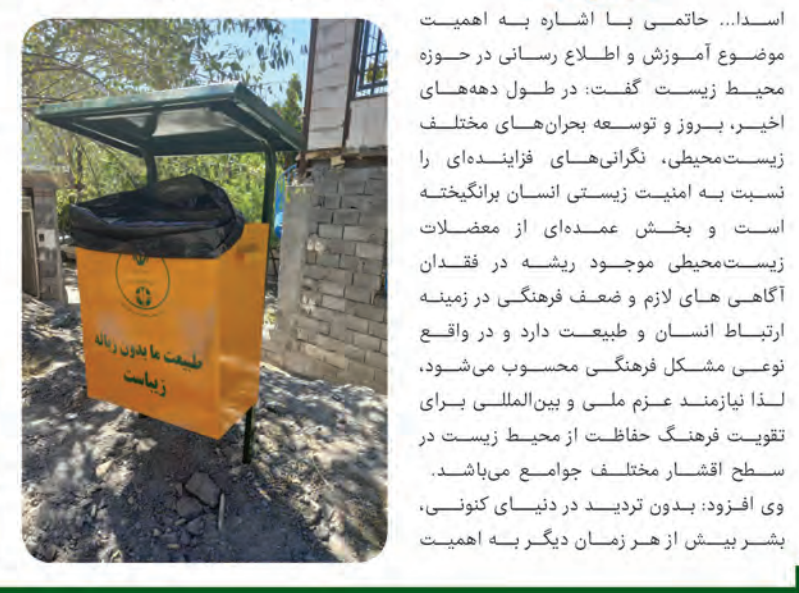 اسدا... حاتمی با اشاره به اهمیت
موضوع آموزش و اطلاع رسانی در حوزه
محیط زیست گفت: در طول دهه‌های
اخیر، بروز و توسعه بحران‌های مختلف
زیست‌محیطی، نگرانی‌های فزاینده‌ای را
نسبت به امنیت زیستی انسان برانگیخته
است و بخش عمده‌ای از معضلات
زیست‌محیطی موجود ریشه در فقدان
آگاهی های لازم و ضعف فرهنگی در زمینه
ارتباط انسان و طبیعت دارد و در واقع
نوعی مشکل فرهنگی محسوب می‌شود،
لذا نیازمند عزم ملی و بین‌المللی برای
تقویت فرهنگ حفاظت از محیط زیست در
سطح اقشار مختلف جوامع می‌باشد.
وی افزود: بدون تردید در دنیای کنونی،
بشر بیش از هر زمان دیگر به اهمیت
طبیعت ما بدون زباله
زیباست